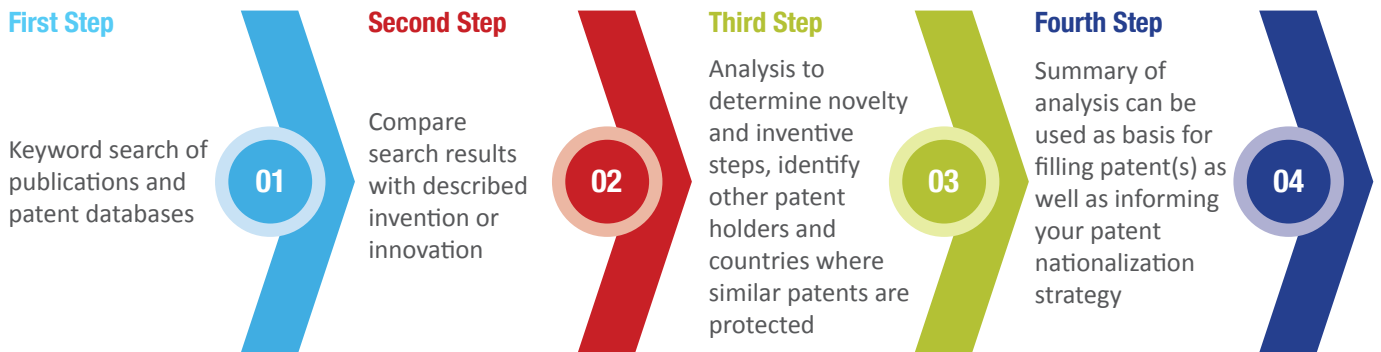 First Step
Keyword search of
publications and
patent databases
01
Second Step
Compare
search results
with described
invention or
innovation
02
Third Step
Analysis to
determine novelty
and inventive
steps, identify
other patent
holders and
countries where
similar patents are
protected
03
Fourth Step
Summary of
analysis can be
used as basis for
filling patent(s) as
well as informing
your patent
nationalization
strategy
04